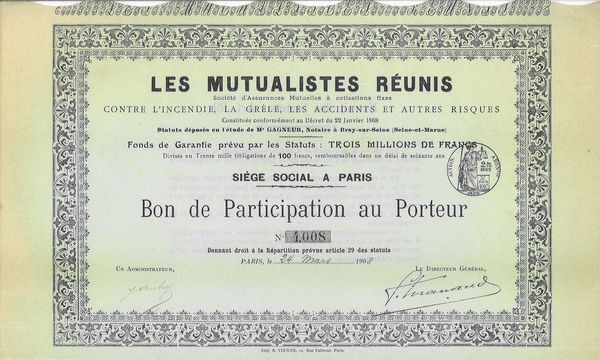 LES MUTUALISTES RÉUNIS
Société d'Assurances Mutuelles à cotisations fixes
CONTRE L'INCENDIE, LA GRÊLE, LES ACCIDENTS ET AUTRES RISQUES
Constituée conformément au Décret du 22 Janvier 1868
Statuts déposés en l'étude de Me GAGNEUR, Notaire à Bray-sur-Seine (Seine-et-Marne)
Fonds de Garantie prévu par les Statuts : TROIS MILLIONS DE FRANCS
Divisés en Trente mille Obligations de 100 francs, remboursables dans un délai de soixante ans
SIÈGE SOCIAL A PARIS
Bon de Participation au Porteur
No 4.008
Donnant droit à la Répartition prévue article 29 des statuts
PARIS, le 24 Mars 1908
UN ADMINISTRATEUR,
LE DIRECTEUR GÉNÉRAL,
Imp. R. VIENNE, Rue Taitbout, Paris.